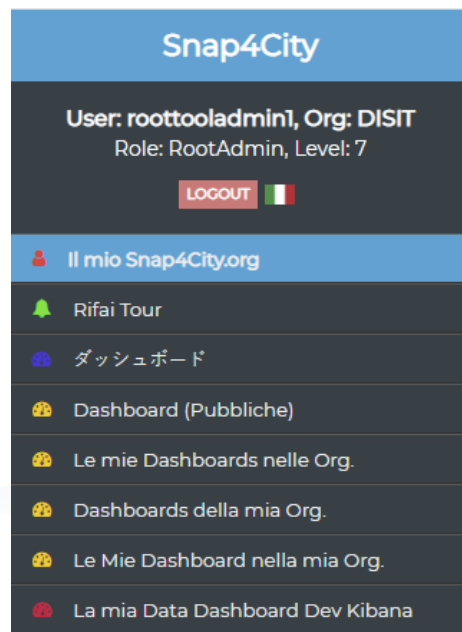 Snap4City
User: roottooladmin1, Org: DISIT
Role: RootAdmin, Level: 7
LOGOUT
Il mio Snap4City.org
Rifai Tour
ダッシュボード
Dashboard (Pubbliche)
Le mie Dashboards nelle Org.
Dashboards della mia Org.
Le Mie Dashboard nella mia Org.
La mia Data Dashboard Dev Kibana